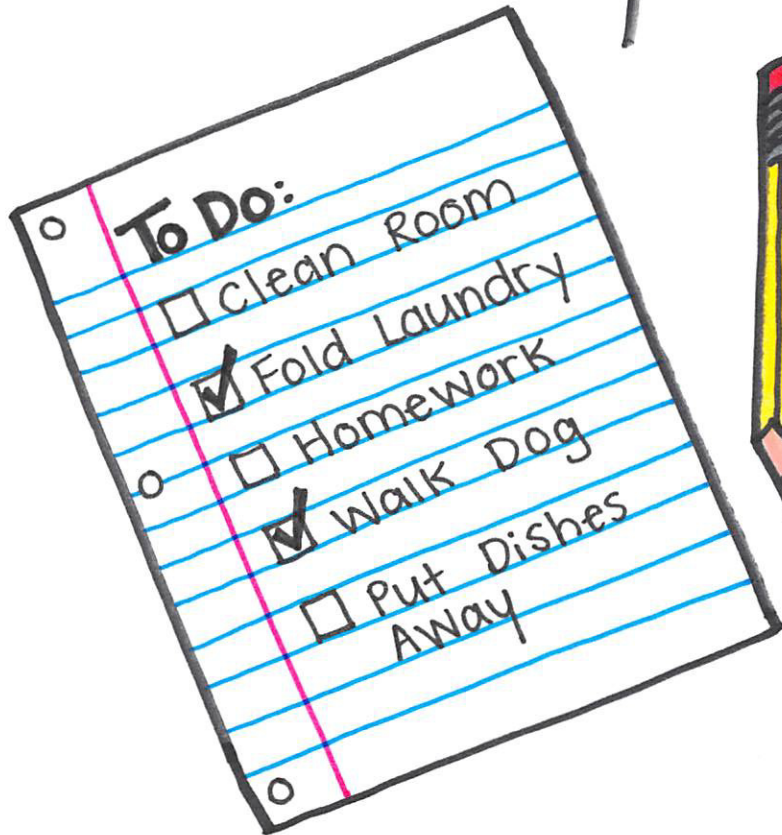 To Do:
Clean Room
Fold Laundry
Homework
Walk Dog
Put Dishes
Away